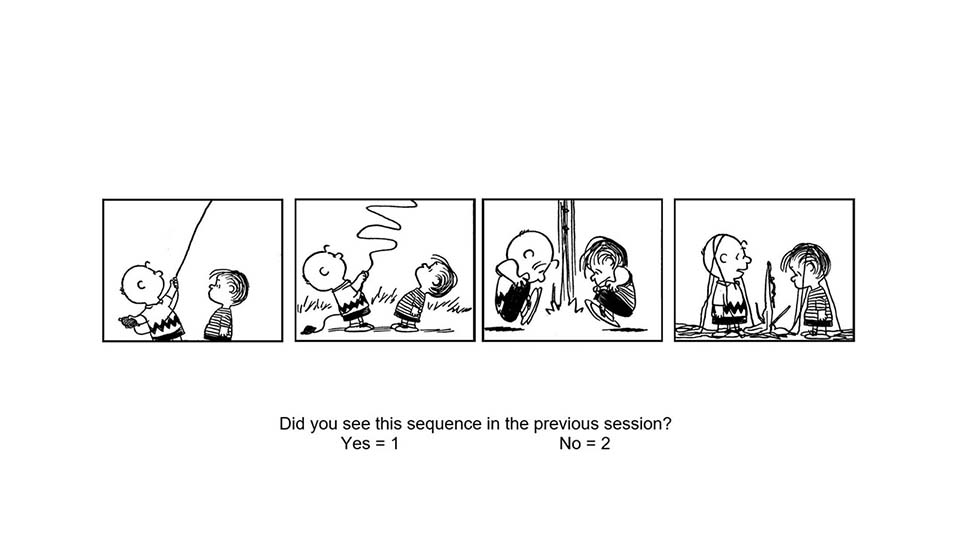 Did you see this sequence in the previous session?
Yes = 1 No = 2